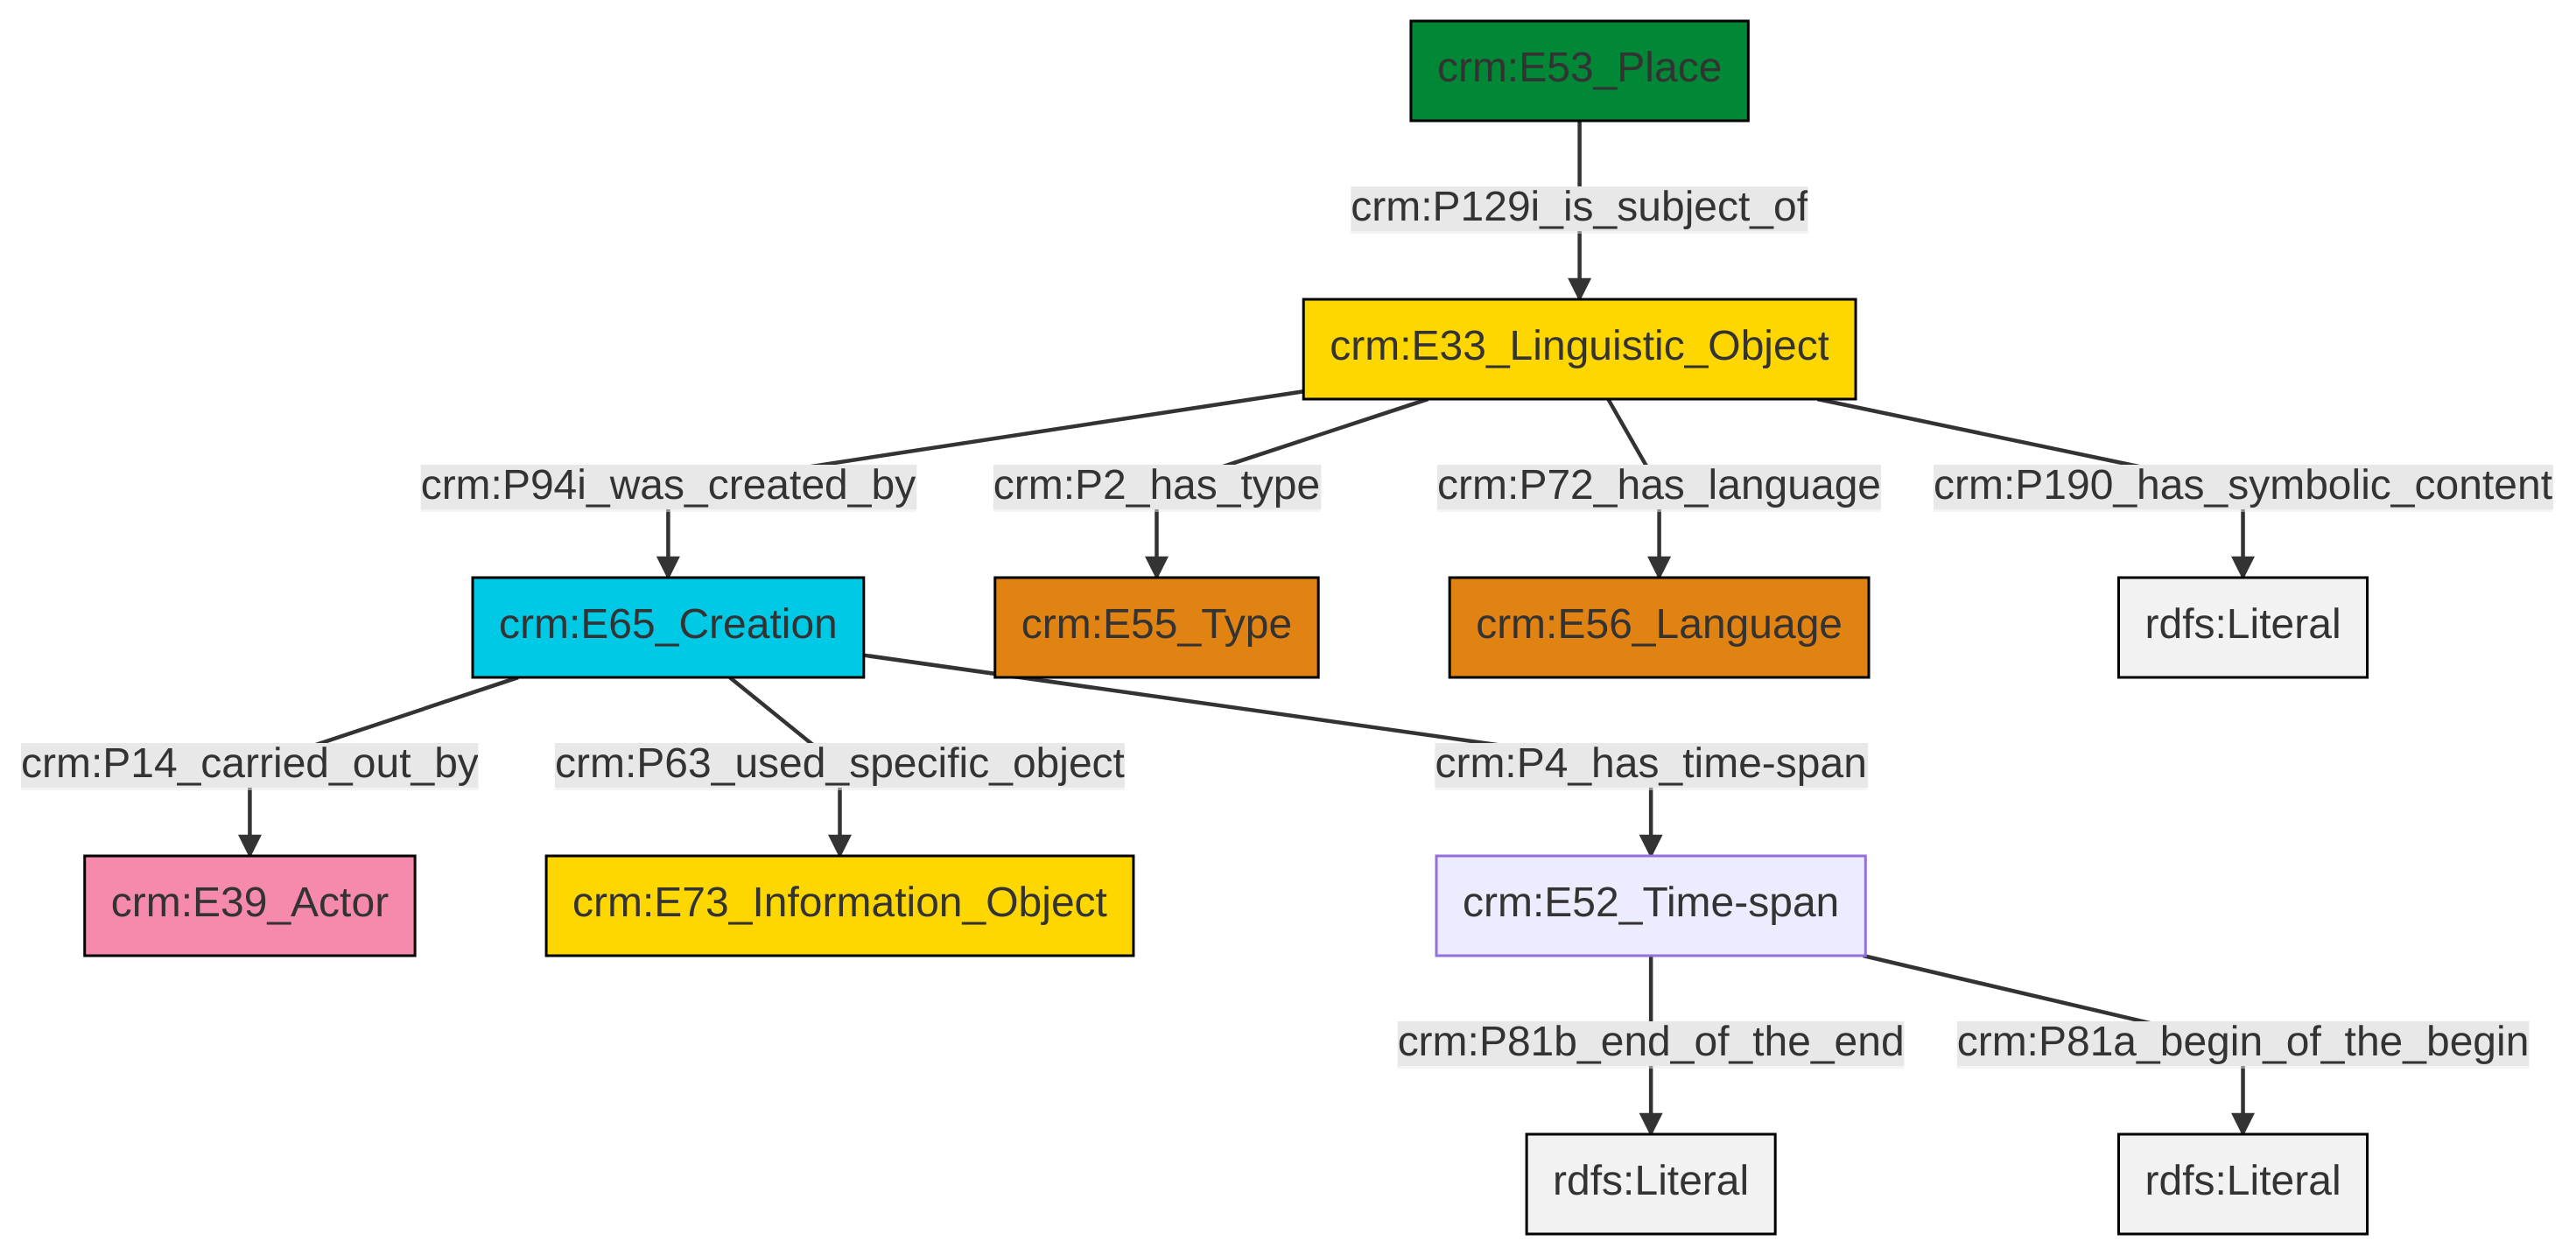 crm:E53_Place
crm:P129i_is_subject_of
crm:E33_Linguistic_Object
crm:P94i_was_created_by
crm:P2_has_type
crm:P72_has_language
crm:P190_has_symbolic_content
crm:E65_Creation
crm:E55_Type
crm:E56_Language
rdfs:Literal
crm:P14_carried_out_by
crm:P63_used_specific_object
crm:P4_has_time-span
crm:E39_Actor
crm:E73_Information_Object
crm:E52_Time-span
crm:P81b_end_of_the_end
crm:P81a_begin_of_the_begin
rdfs:Literal
rdfs:Literal